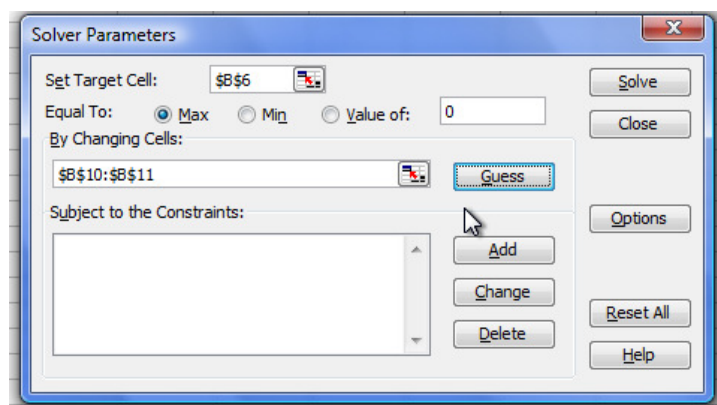 Solver Parameters
Set Target Cell: $B$6 Solve
Equal To: Max Min Value of: 0 Close
By Changing Cells:
$B$10:$B$11 Guess
Subject to the Constraints: Options
Add
Change
Reset All
Delete
Help